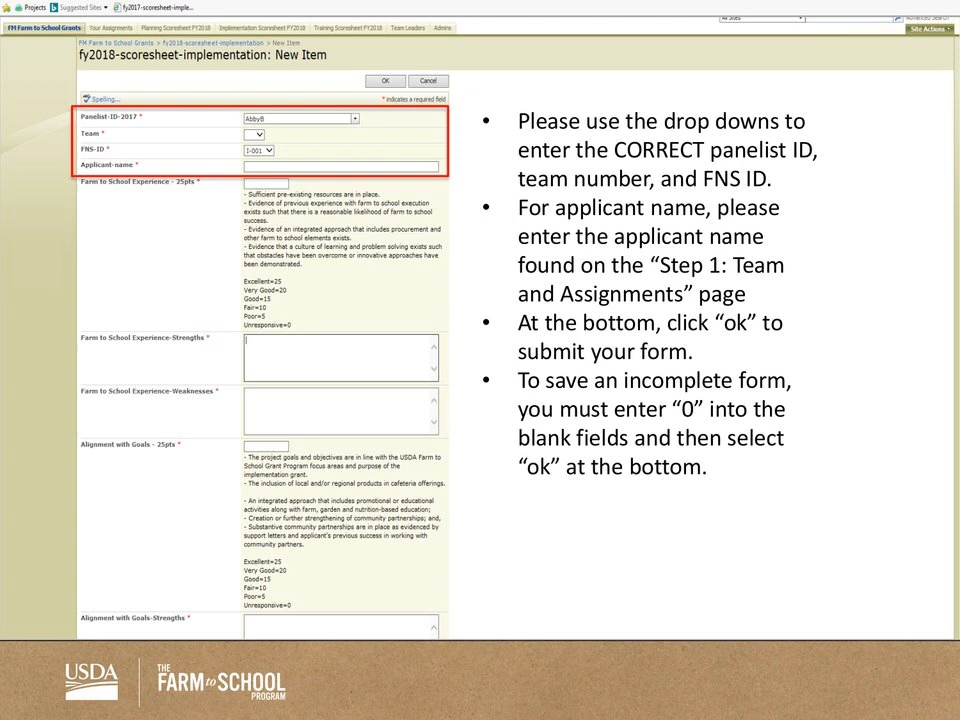 Projects Suggested Sites fy2017-scoresheet-imple...
All Sites Advanced Search
FM Farm to School Grants Your Assignments Planning Scoresheet FY2018 Implementation Scoresheet FY2018 Training Scoresheet FY2018 Team Leaders Admins Site Actions
FM Farm to School Grants > fy2018-scoresheet-implementation > New Item
fy2018-scoresheet-implementation: New Item
OK Cancel
Spelling... * indicates a required field
Panelist-ID-2017 * AbbyB
Team *
FNS-ID * I-001
Applicant-name *
Farm to School Experience - 25pts *
- Sufficient pre-existing resources are in place.
- Evidence of previous experience with farm to school execution
exists such that there is a reasonable likelihood of farm to school
success.
- Evidence of an integrated approach that includes procurement and
other farm to school elements exists.
- Evidence that a culture of learning and problem solving exists such
that obstacles have been overcome or innovative approaches have
been demonstrated.
Excellent=25
Very Good=20
Good=15
Fair=10
Poor=5
Unresponsive=0
Farm to School Experience-Strengths *
Farm to School Experience-Weaknesses *
Alignment with Goals - 25pts *
- The project goals and objectives are in line with the USDA Farm to
School Grant Program focus areas and purpose of the
implementation grant.
- The inclusion of local and/or regional products in cafeteria offerings.
- An integrated approach that includes promotional or educational
activities along with farm, garden and nutrition-based education;
- Creation or further strengthening of community partnerships; and,
- Substantive community partnerships are in place as evidenced by
support letters and applicant's previous success in working with
community partners.
Excellent=25
Very Good=20
Good=15
Fair=10
Poor=5
Unresponsive=0
Alignment with Goals-Strengths *
• Please use the drop downs to
enter the CORRECT panelist ID,
team number, and FNS ID.
• For applicant name, please
enter the applicant name
found on the “Step 1: Team
and Assignments” page
• At the bottom, click “ok” to
submit your form.
• To save an incomplete form,
you must enter “0” into the
blank fields and then select
“ok” at the bottom.
USDA
THE
FARM to SCHOOL
PROGRAM